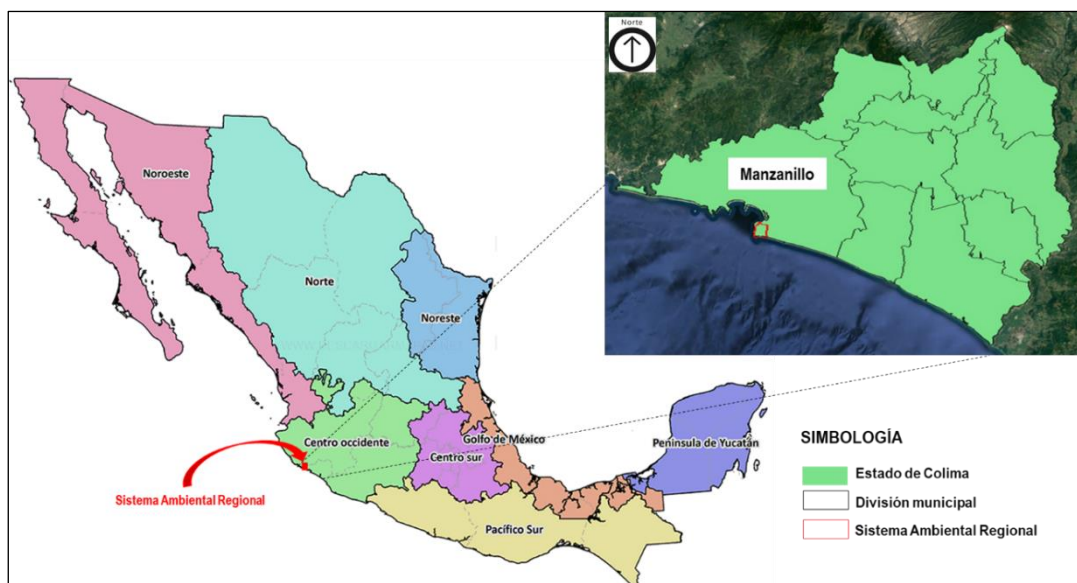 Norte
Manzanillo
Noroeste
Norte
Noreste
Centro occidente
Golfo de México
Centro sur
Península de Yucatán
Pacífico Sur
Sistema Ambiental Regional
SIMBOLOGÍA
Estado de Colima
División municipal
Sistema Ambiental Regional